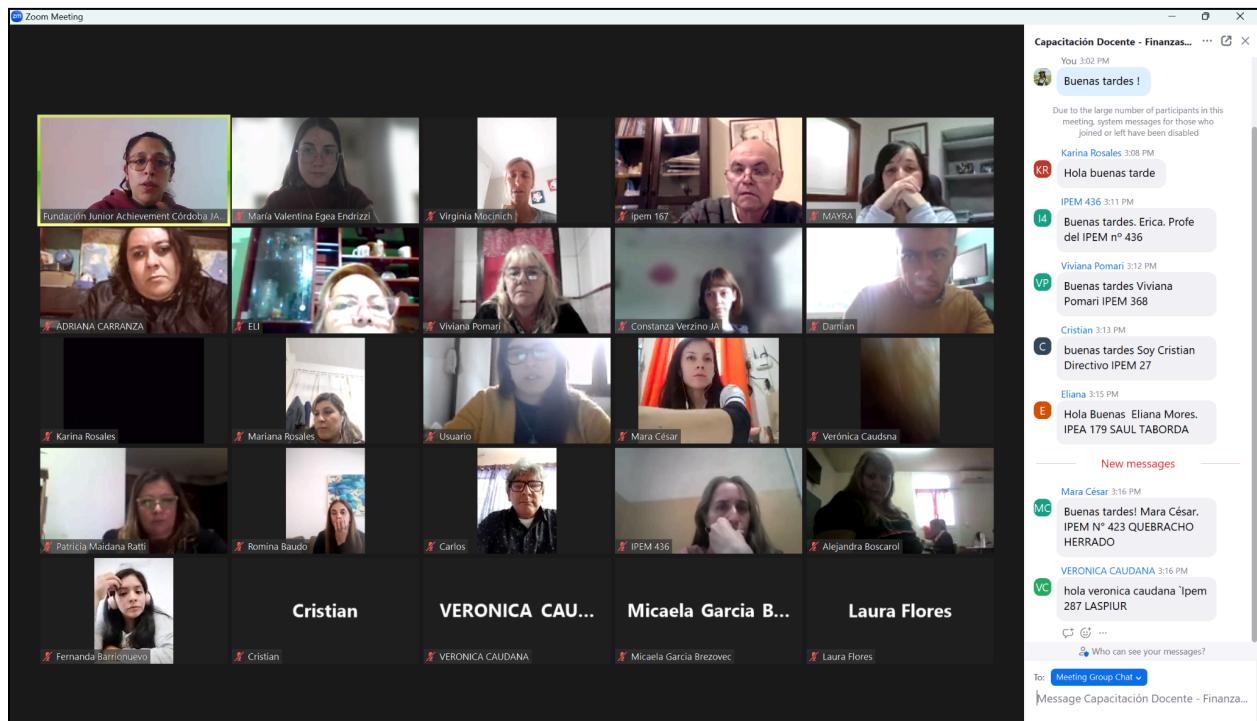 Zoom Meeting
Fundación Junior Achievement Córdoba JA...
María Valentina Egea Endrizzi
Virginia Mocinich
ipem 167
MAYRA
ADRIANA CARRANZA
ELI
Viviana Pomari
Constanza Verzino JA
Damian
Karina Rosales
Mariana Rosales
Usuario
Mara César
Verónica Caudsna
Patricia Maidana Ratti
Romina Baudo
Carlos
IPEM 436
Alejandra Boscarol
Fernanda Barrionuevo
Cristian
Cristian
VERONICA CAU...
VERONICA CAUDANA
Micaela Garcia B...
Micaela Garcia Brezovec
Laura Flores
Laura Flores
Capacitación Docente - Finanzas...
You 3:02 PM
Buenas tardes !
Due to the large number of participants in this
meeting, system messages for those who
joined or left have been disabled
Karina Rosales 3:08 PM
KR
Hola buenas tarde
IPEM 436 3:11 PM
I4
Buenas tardes. Erica. Profe
del IPEM nº 436
Viviana Pomari 3:12 PM
VP
Buenas tardes Viviana
Pomari IPEM 368
Cristian 3:13 PM
C
buenas tardes Soy Cristian
Directivo IPEM 27
Eliana 3:15 PM
E
Hola Buenas  Eliana Mores.
IPEA 179 SAUL TABORDA
New messages
Mara César 3:16 PM
MC
Buenas tardes! Mara César.
IPEM N° 423 QUEBRACHO
HERRADO
VERONICA CAUDANA 3:16 PM
VC
hola veronica caudana `Ipem
287 LASPIUR
Who can see your messages?
To: Meeting Group Chat
Message Capacitación Docente - Finanza...